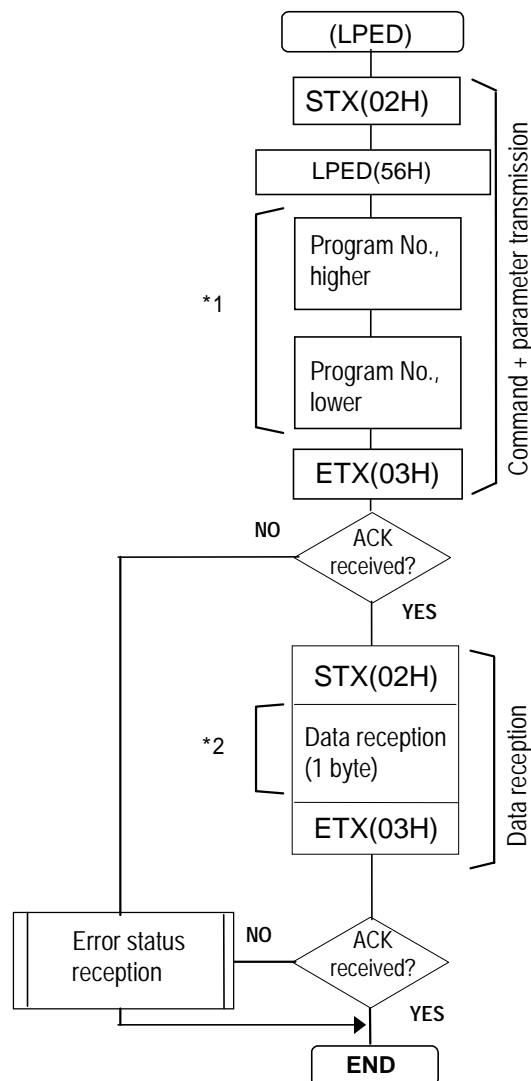 (LPED)
STX(02H)
LPED(56H)
*1
Program No.,
higher
Program No.,
lower
ETX(03H)
Command + parameter transmission
NO
ACK
received?
YES
STX(02H)
*2
Data reception
(1 byte)
ETX(03H)
Data reception
Error status
reception
NO
ACK
received?
YES
END